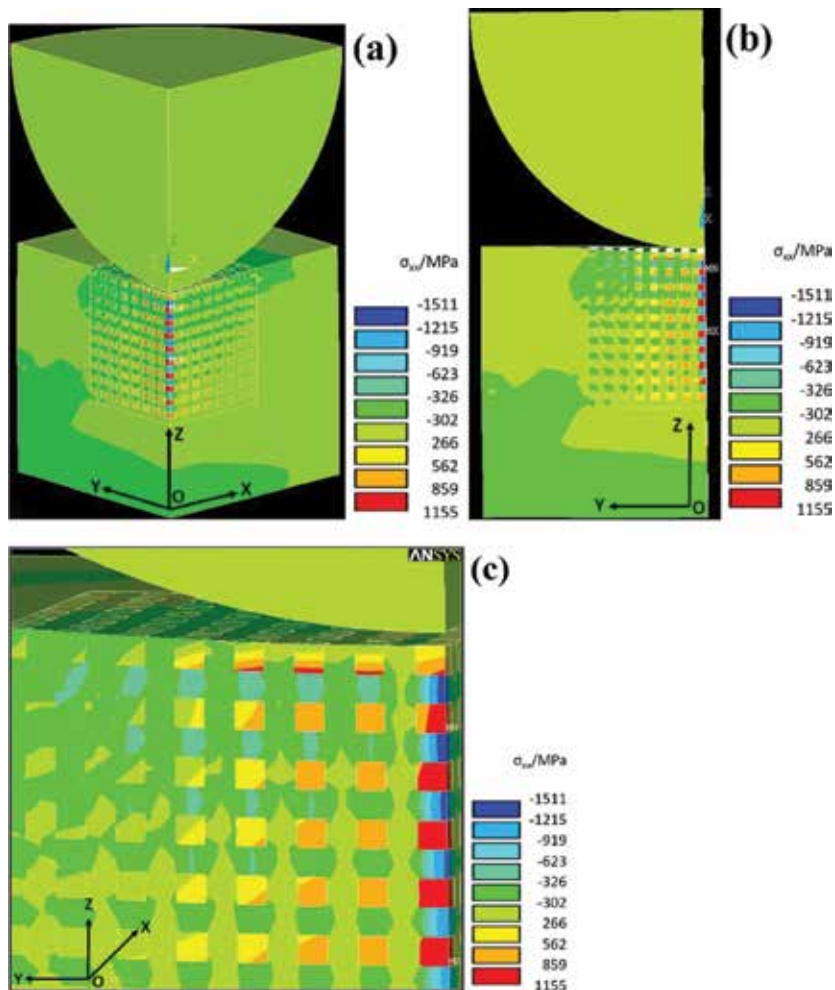 (a)
σxx/MPa
-1511
-1215
-919
-623
-326
-302
266
562
859
1155
Z
Y
O
X
(b)
σxx/MPa
-1511
-1215
-919
-623
-326
-302
266
562
859
1155
Z
Y
O
ANSYS
(c)
σxx/MPa
-1511
-1215
-919
-623
-326
-302
266
562
859
1155
Z
X
Y
O